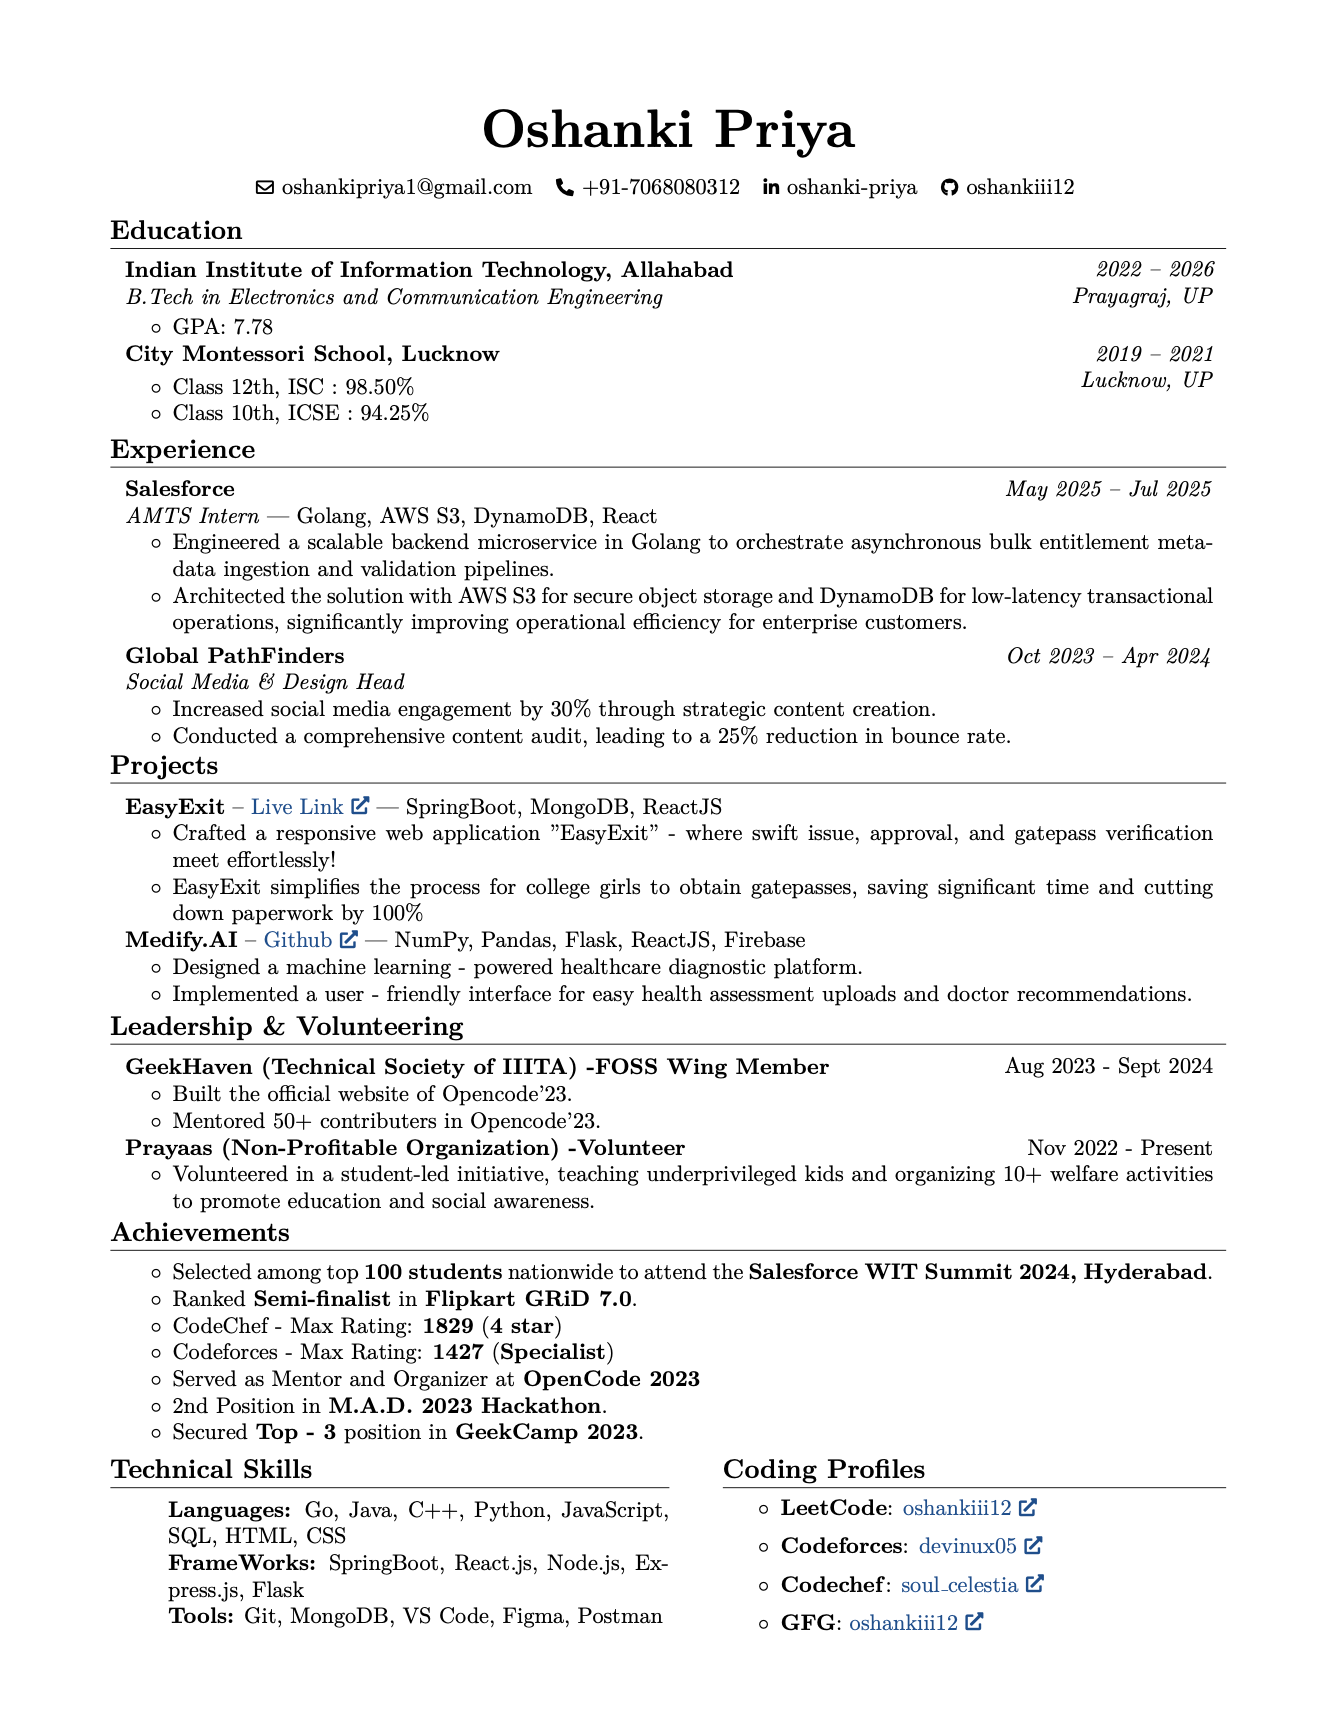 Oshanki Priya
oshankipriya1@gmail.com +91-7068080312 oshanki-priya oshankiii12
Education
Indian Institute of Information Technology, Allahabad 2022 – 2026
B.Tech in Electronics and Communication Engineering Prayagraj, UP
◦ GPA: 7.78
City Montessori School, Lucknow 2019 – 2021
Lucknow, UP
◦ Class 12th, ISC : 98.50%
◦ Class 10th, ICSE : 94.25%
Experience
Salesforce May 2025 – Jul 2025
AMTS Intern — Golang, AWS S3, DynamoDB, React
◦ Engineered a scalable backend microservice in Golang to orchestrate asynchronous bulk entitlement meta-
data ingestion and validation pipelines.
◦ Architected the solution with AWS S3 for secure object storage and DynamoDB for low-latency transactional
operations, significantly improving operational efficiency for enterprise customers.
Global PathFinders Oct 2023 – Apr 2024
Social Media & Design Head
◦ Increased social media engagement by 30% through strategic content creation.
◦ Conducted a comprehensive content audit, leading to a 25% reduction in bounce rate.
Projects
EasyExit – Live Link — SpringBoot, MongoDB, ReactJS
◦ Crafted a responsive web application ”EasyExit” - where swift issue, approval, and gatepass verification
meet effortlessly!
◦ EasyExit simplifies the process for college girls to obtain gatepasses, saving significant time and cutting
down paperwork by 100%
Medify.AI – Github — NumPy, Pandas, Flask, ReactJS, Firebase
◦ Designed a machine learning - powered healthcare diagnostic platform.
◦ Implemented a user - friendly interface for easy health assessment uploads and doctor recommendations.
Leadership & Volunteering
GeekHaven (Technical Society of IIITA) -FOSS Wing Member Aug 2023 - Sept 2024
◦ Built the official website of Opencode’23.
◦ Mentored 50+ contributers in Opencode’23.
Prayaas (Non-Profitable Organization) -Volunteer Nov 2022 - Present
◦ Volunteered in a student-led initiative, teaching underprivileged kids and organizing 10+ welfare activities
to promote education and social awareness.
Achievements
◦ Selected among top 100 students nationwide to attend the Salesforce WIT Summit 2024, Hyderabad.
◦ Ranked Semi-finalist in Flipkart GRiD 7.0.
◦ CodeChef - Max Rating: 1829 (4 star)
◦ Codeforces - Max Rating: 1427 (Specialist)
◦ Served as Mentor and Organizer at OpenCode 2023
◦ 2nd Position in M.A.D. 2023 Hackathon.
◦ Secured Top - 3 position in GeekCamp 2023.
Technical Skills
Languages: Go, Java, C++, Python, JavaScript,
SQL, HTML, CSS
FrameWorks: SpringBoot, React.js, Node.js, Ex-
press.js, Flask
Tools: Git, MongoDB, VS Code, Figma, Postman
Coding Profiles
◦ LeetCode: oshankiii12
◦ Codeforces: devinux05
◦ Codechef: soul_celestia
◦ GFG: oshankiii12